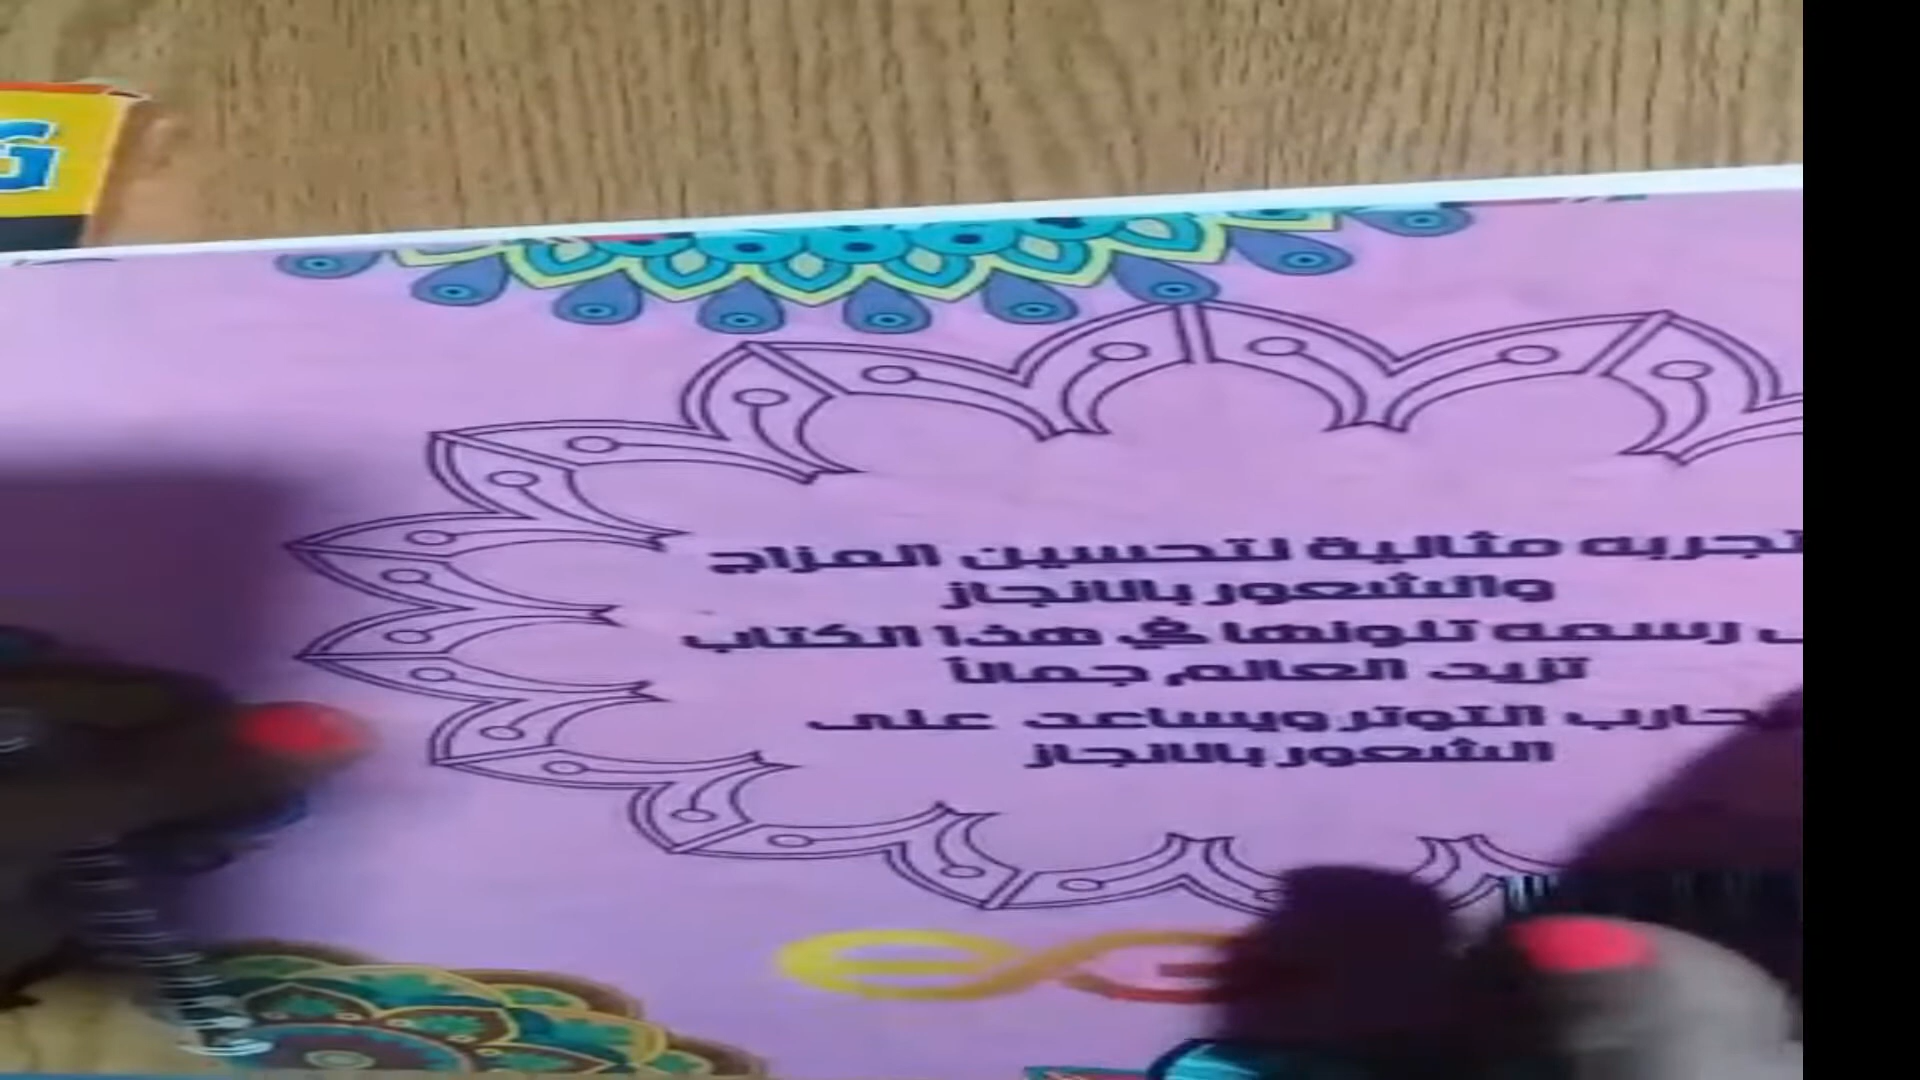 G
تجربه مثالية لتحسين المزاج
والشعور بالانجاز
رسمه تلونها في هذا الكتاب
تزيد العالم جمالاً
التوتر ويساعد على
الشعور بالانجاز